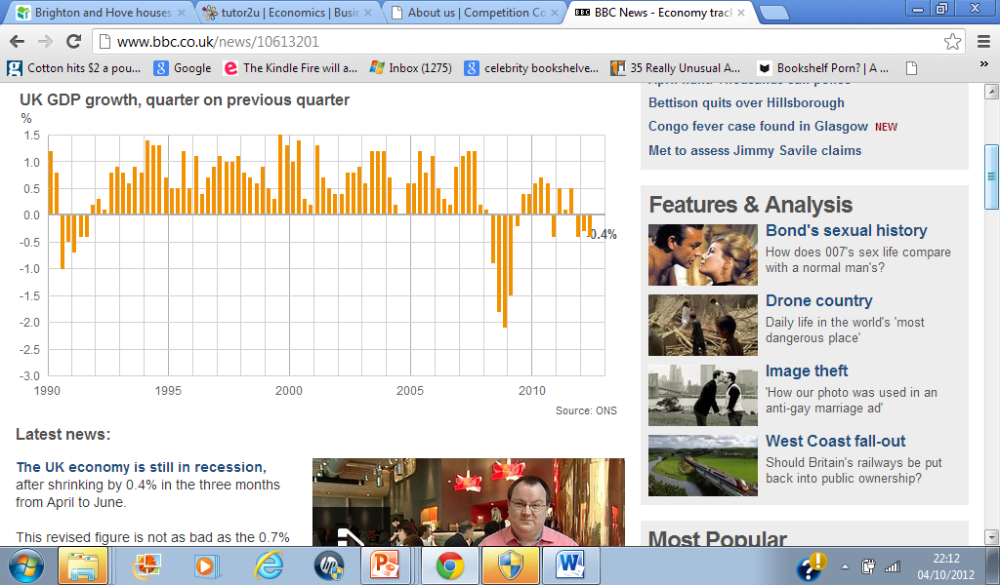 Brighton and Hove houses
tutor2u | Economics | Busin
About us | Competition Co
BBC News - Economy trac
www.bbc.co.uk/news/10613201
Cotton hits $2 a pou...
Google
The Kindle Fire will a...
Inbox (1275)
celebrity bookshelve...
35 Really Unusual A...
Bookshelf Porn? | A ...
»
UK GDP growth, quarter on previous quarter
%
1.5
1.0
0.5
0.0
-0.5
-1.0
-1.5
-2.0
-2.5
-3.0
-0.4%
1990
1995
2000
2005
2010
Source: ONS
Latest news:
The UK economy is still in recession,
after shrinking by 0.4% in the three months
from April to June.
This revised figure is not as bad as the 0.7%
Bettison quits over Hillsborough
Congo fever case found in Glasgow NEW
Met to assess Jimmy Savile claims
Features & Analysis
Bond's sexual history
How does 007's sex life compare
with a normal man's?
Drone country
Daily life in the world's 'most
dangerous place'
Image theft
'How our photo was used in an
anti-gay marriage ad'
West Coast fall-out
Should Britain's railways be put
back into public ownership?
Most Popular
22:12
04/10/2012